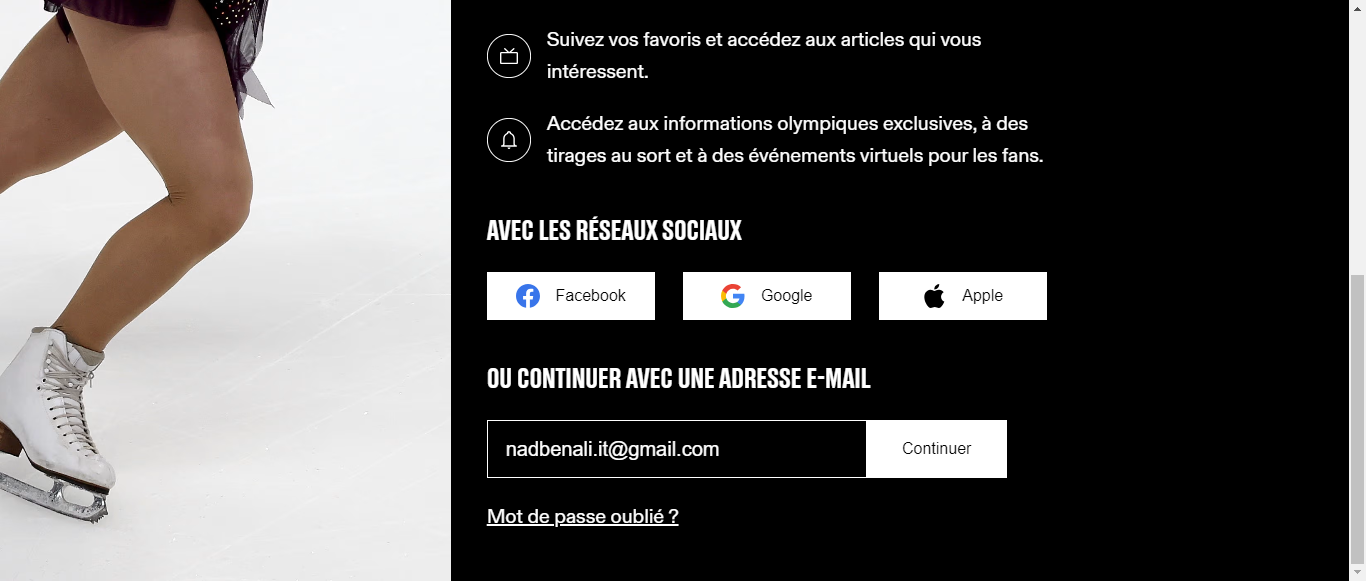 Suivez vos favoris et accédez aux articles qui vous
intéressent.
Accédez aux informations olympiques exclusives, à des
tirages au sort et à des événements virtuels pour les fans.
AVEC LES RÉSEAUX SOCIAUX
Facebook
Google
Apple
OU CONTINUER AVEC UNE ADRESSE E-MAIL
nadbenali.it@gmail.com
Continuer
Mot de passe oublié ?